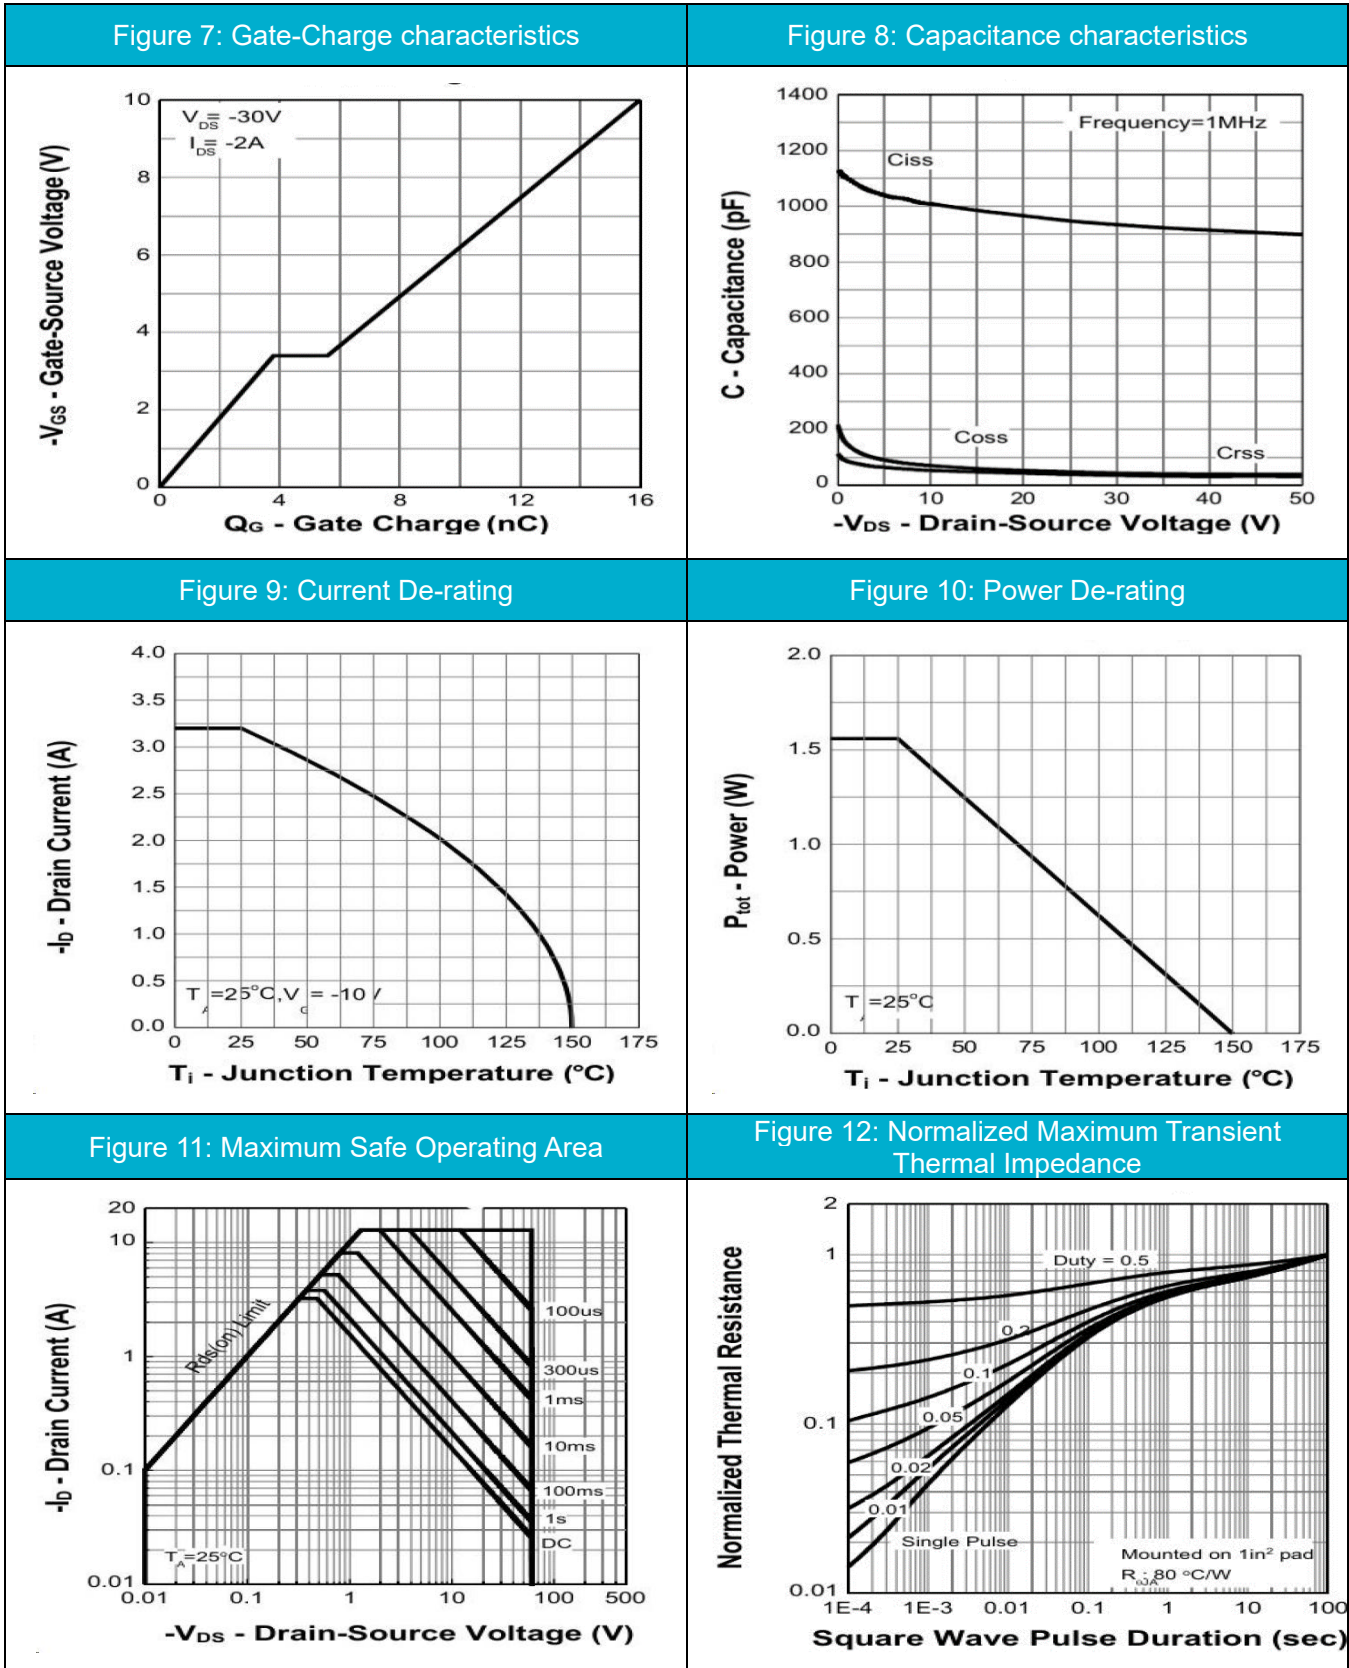 Figure 7: Gate-Charge characteristics
Figure 8: Capacitance characteristics
-VGS - Gate-Source Voltage (V)
10
8
6
4
2
0
VDS= -30V
IDS= -2A
0 4 8 12 16
QG - Gate Charge (nC)
C - Capacitance (pF)
1400
1200
1000
800
600
400
200
0
Frequency=1MHz
Ciss
Coss
Crss
0 10 20 30 40 50
-VDS - Drain-Source Voltage (V)
Figure 9: Current De-rating
Figure 10: Power De-rating
-ID - Drain Current (A)
4.0
3.5
3.0
2.5
2.0
1.5
1.0
0.5
0.0
TA=25°C,VG= -10V
0 25 50 75 100 125 150 175
Tj - Junction Temperature (°C)
Ptot - Power (W)
2.0
1.5
1.0
0.5
0.0
TA=25°C
0 25 50 75 100 125 150 175
Tj - Junction Temperature (°C)
Figure 11: Maximum Safe Operating Area
Figure 12: Normalized Maximum Transient
Thermal Impedance
-ID - Drain Current (A)
20
10
1
0.1
0.01
Rds(on) Limit
100us
300us
1ms
10ms
100ms
1s
DC
TA=25°C
0.01 0.1 1 10 100 500
-VDS - Drain-Source Voltage (V)
Normalized Thermal Resistance
2
1
0.1
0.01
Duty = 0.5
0.2
0.1
0.05
0.02
0.01
Single Pulse
Mounted on 1in² pad
RΘJA: 80 °C/W
1E-4 1E-3 0.01 0.1 1 10 100
Square Wave Pulse Duration (sec)